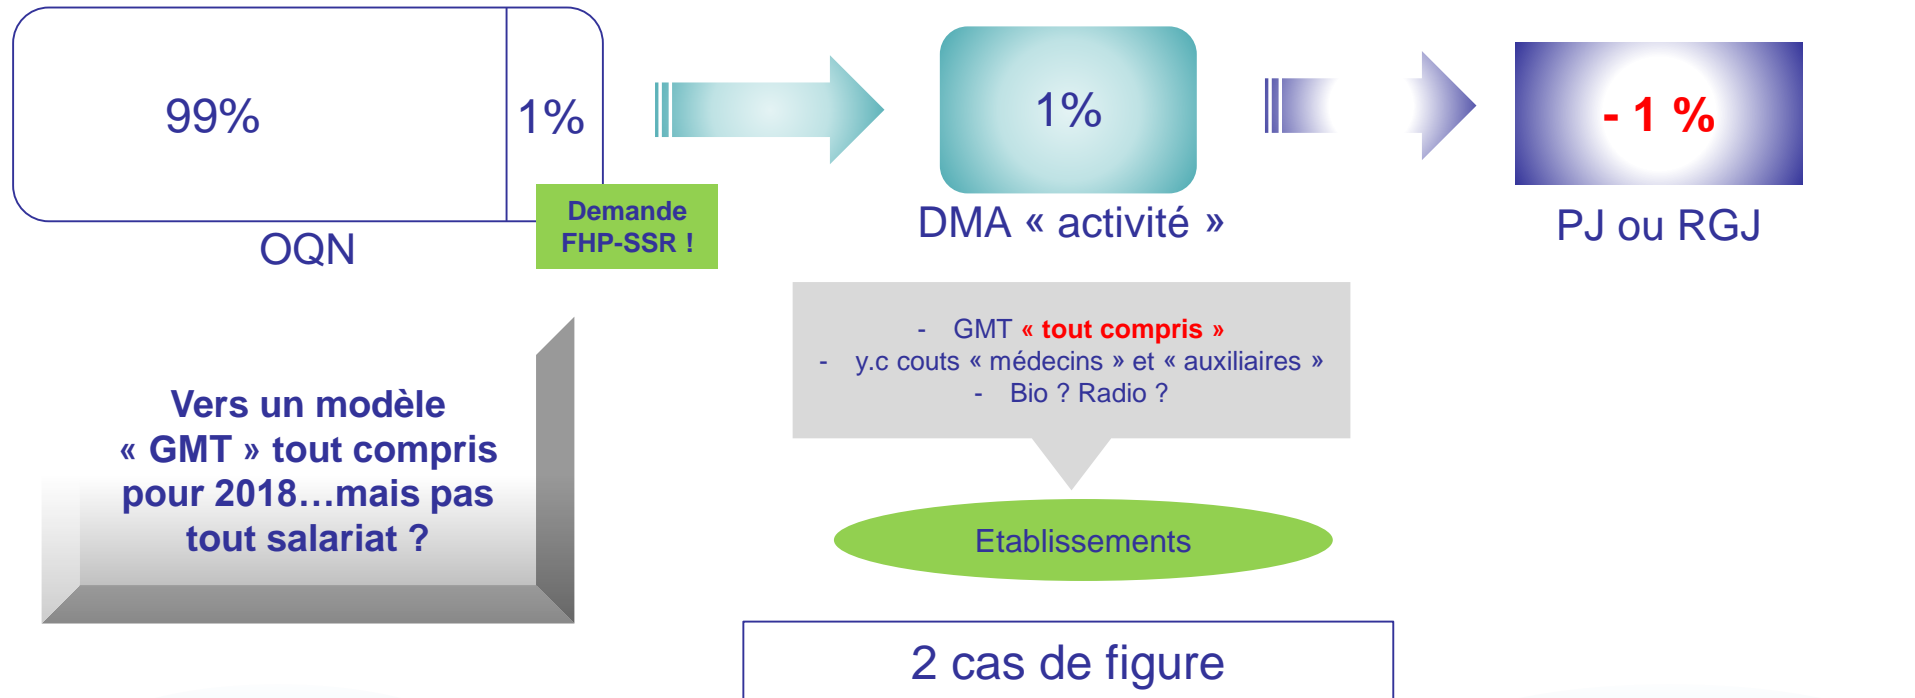 99%
1%
OQN
Demande
FHP-SSR !
1%
DMA « activité »
- 1 %
PJ ou RGJ
- GMT « tout compris »
- y.c couts « médecins » et « auxiliaires »
- Bio ? Radio ?
Vers un modèle
« GMT » tout compris
pour 2018…mais pas
tout salariat ?
Etablissements
2 cas de figure